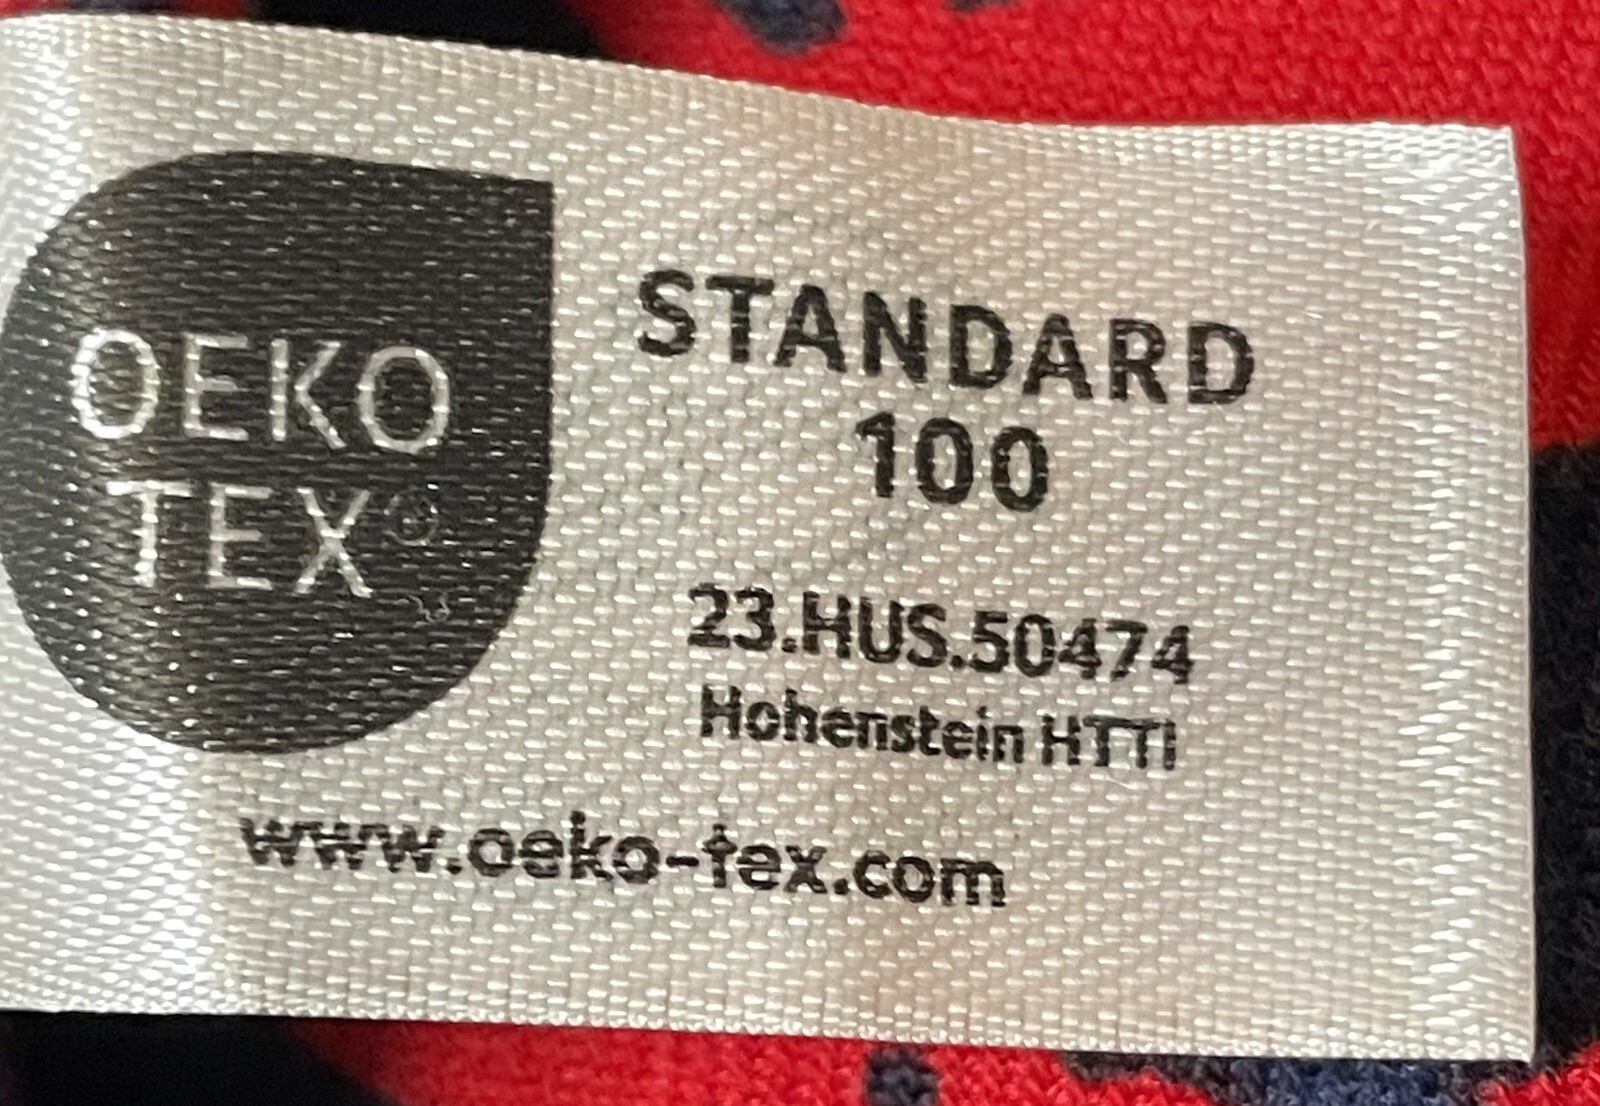 OEKO
TEX®
STANDARD
100
23.HUS.50474
Hohenstein HTTI
www.oeko-tex.com